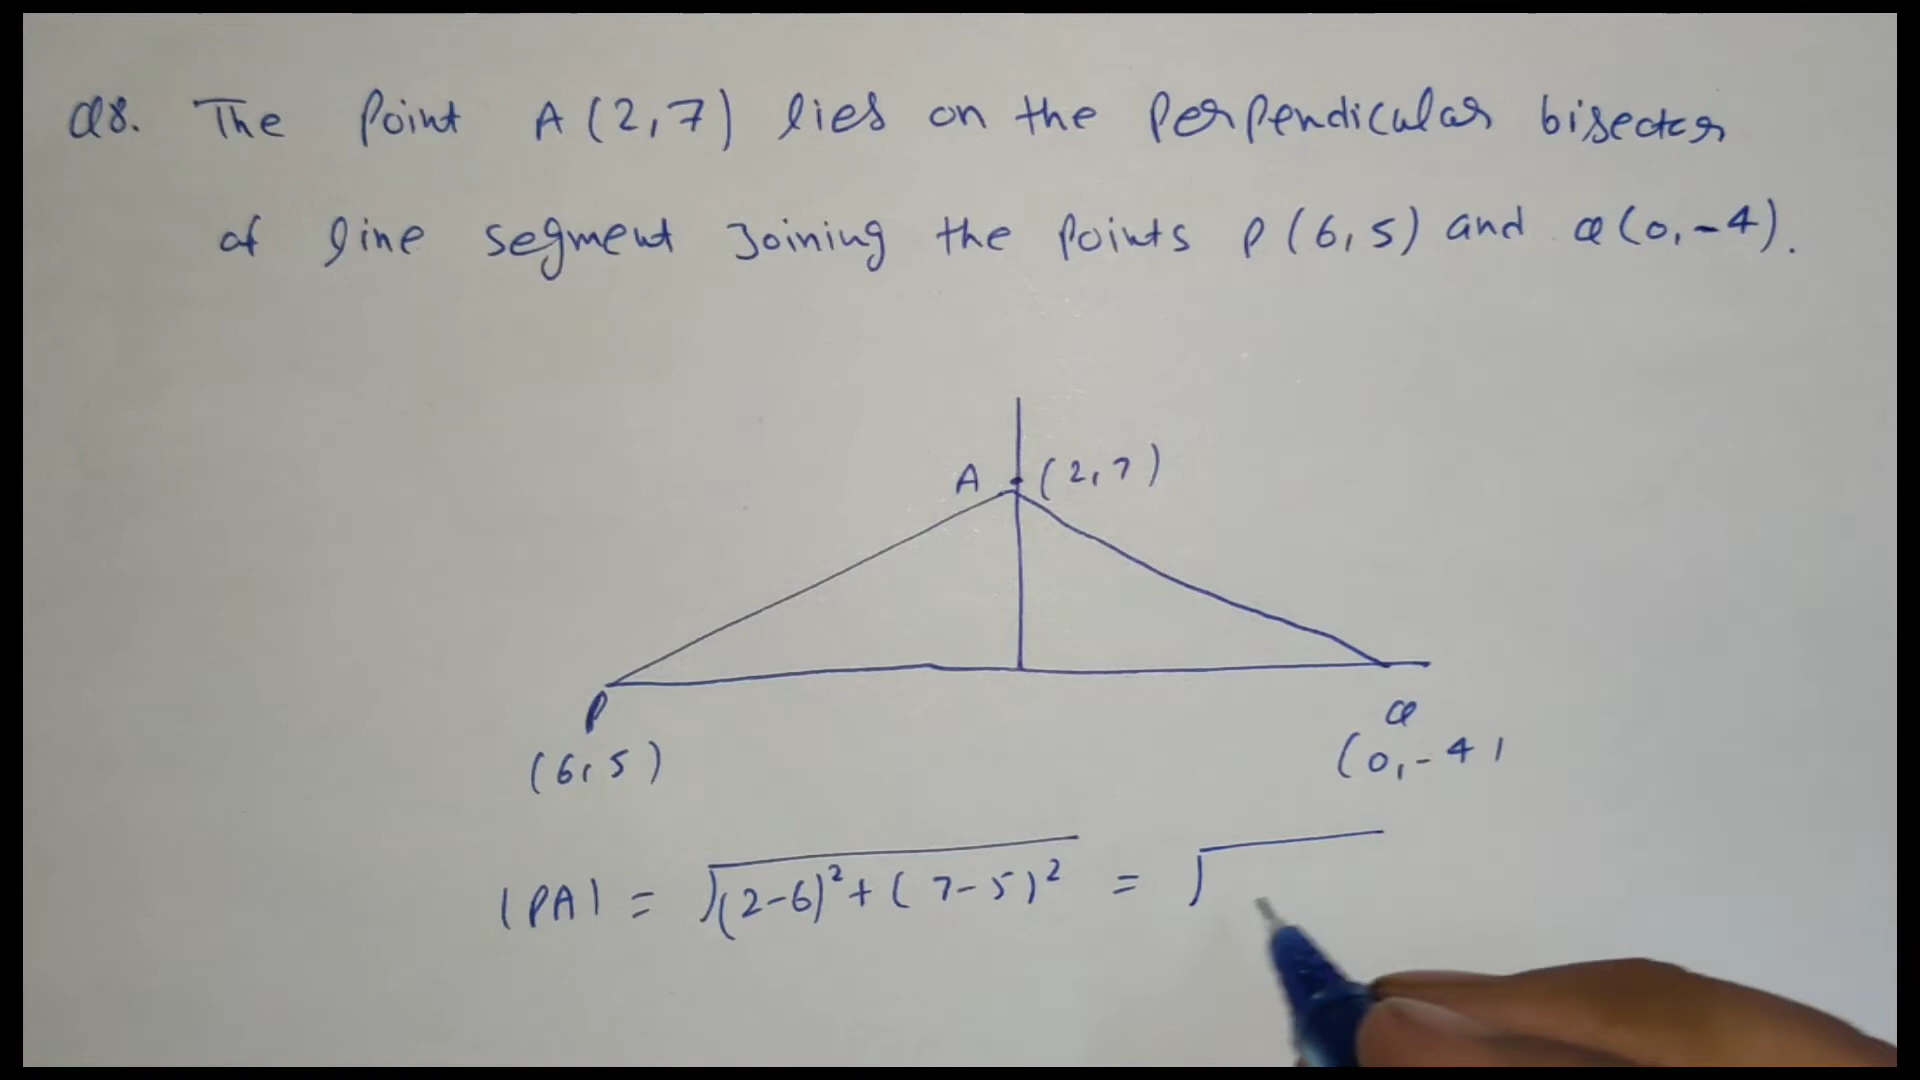 Q8. The Point A (2,7) lies on the Perpendicular bisector
of line segment Joining the Points P (6,5) and Q (0,-4).
A (2,7)
P Q
(6,5) (0,-4)
|PA| = √(2-6)² + (7-5)² = √